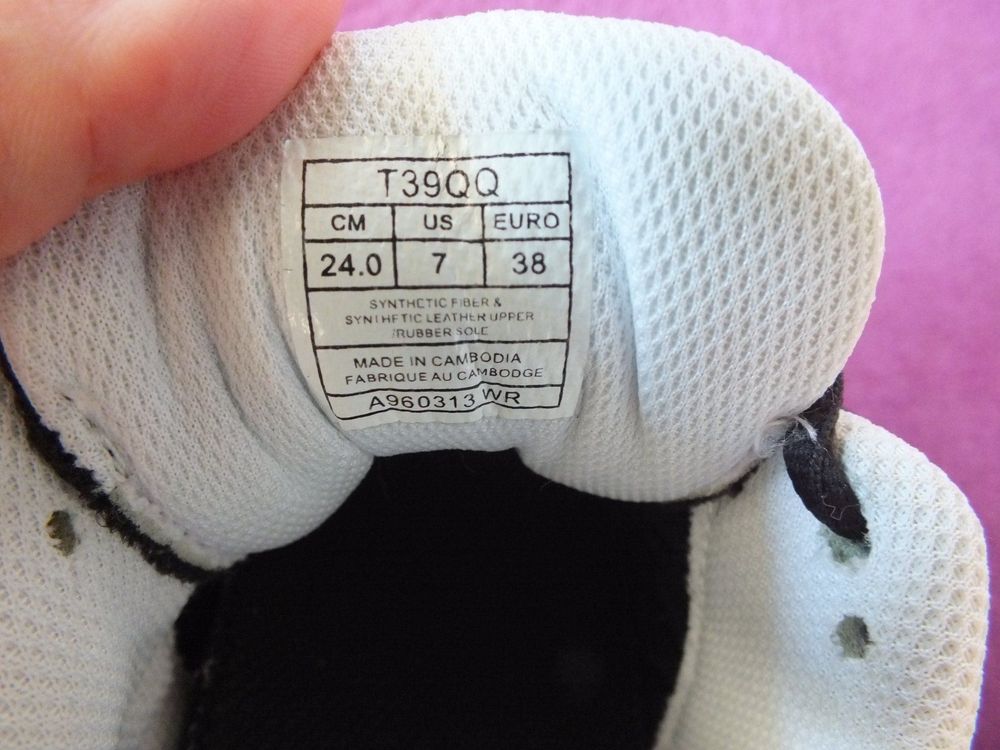 T39QQ
CM US EURO
24.0 7 38
SYNTHETIC FIBER &
SYNTHETIC LEATHER UPPER
/RUBBER SOLE
MADE IN CAMBODIA
FABRIQUE AU CAMBODGE
A960313 WR